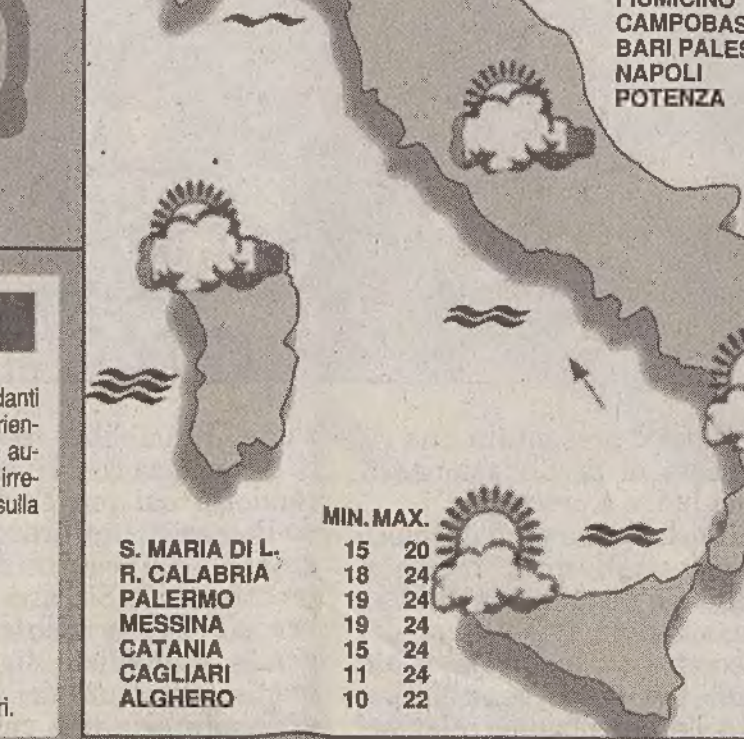 CAMPOBAS
BARI PALES
NAPOLI
POTENZA
danti
rien-
au-
irre-
sulla
ri.
MIN. MAX.
S. MARIA DI L. 15 20
R. CALABRIA 18 24
PALERMO 19 24
MESSINA 19 24
CATANIA 15 24
CAGLIARI 11 24
ALGHERO 10 22